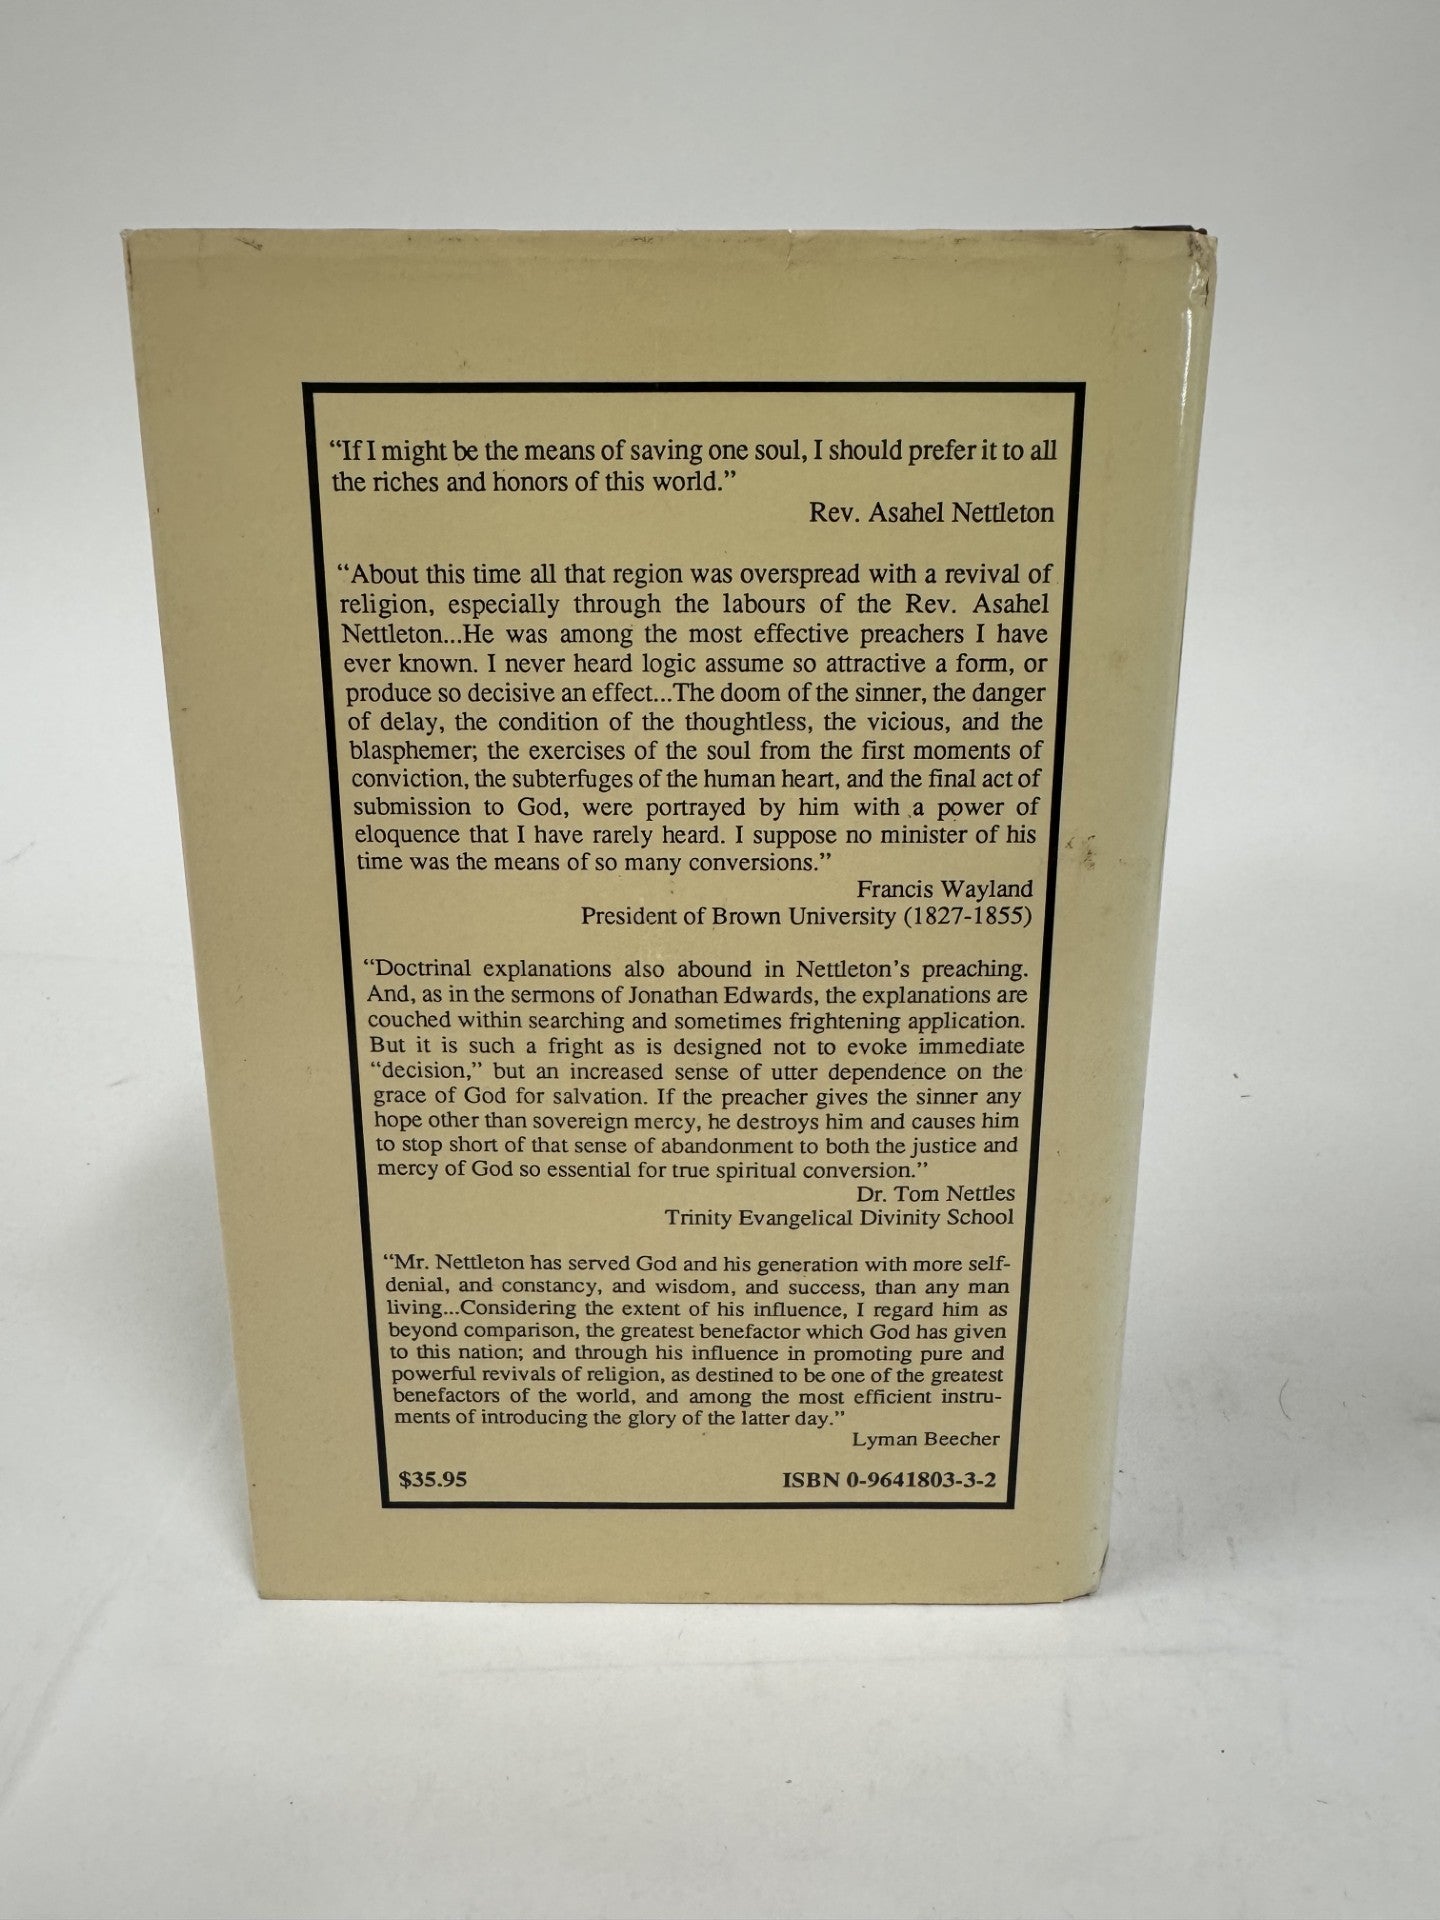 “If I might be the means of saving one soul, I should prefer it to all
the riches and honors of this world.”
Rev. Asahel Nettleton
“About this time all that region was overspread with a revival of
religion, especially through the labours of the Rev. Asahel
Nettleton...He was among the most effective preachers I have
ever known. I never heard logic assume so attractive a form, or
produce so decisive an effect...The doom of the sinner, the danger
of delay, the condition of the thoughtless, the vicious, and the
blasphemer; the exercises of the soul from the first moments of
conviction, the subterfuges of the human heart, and the final act of
submission to God, were portrayed by him with a power of
eloquence that I have rarely heard. I suppose no minister of his
time was the means of so many conversions.”
Francis Wayland
President of Brown University (1827-1855)
“Doctrinal explanations also abound in Nettleton’s preaching.
And, as in the sermons of Jonathan Edwards, the explanations are
couched within searching and sometimes frightening application.
But it is such a fright as is designed not to evoke immediate
“decision,” but an increased sense of utter dependence on the
grace of God for salvation. If the preacher gives the sinner any
hope other than sovereign mercy, he destroys him and causes him
to stop short of that sense of abandonment to both the justice and
mercy of God so essential for true spiritual conversion.”
Dr. Tom Nettles
Trinity Evangelical Divinity School
“Mr. Nettleton has served God and his generation with more self-
denial, and constancy, and wisdom, and success, than any man
living...Considering the extent of his influence, I regard him as
beyond comparison, the greatest benefactor which God has given
to this nation; and through his influence in promoting pure and
powerful revivals of religion, as destined to be one of the greatest
benefactors of the world, and among the most efficient instru-
ments of introducing the glory of the latter day.”
Lyman Beecher
$35.95 ISBN 0-9641803-3-2